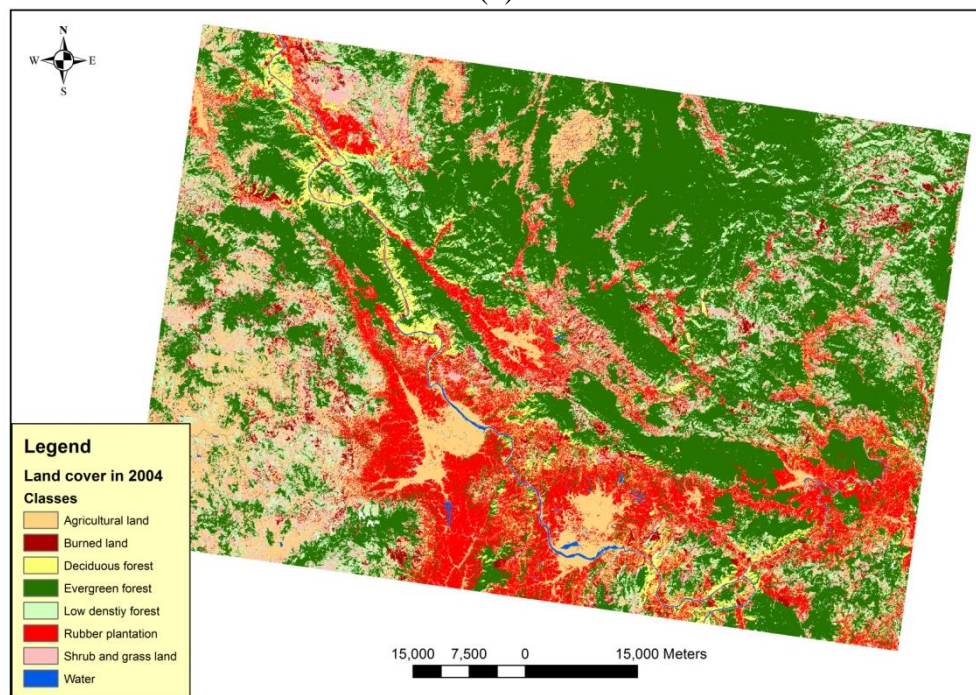 N
W E
S
Legend
Land cover in 2004
Classes
Agricultural land
Burned land
Deciduous forest
Evergreen forest
Low denstiy forest
Rubber plantation
Shrub and grass land
Water
15,000 7,500 0 15,000 Meters